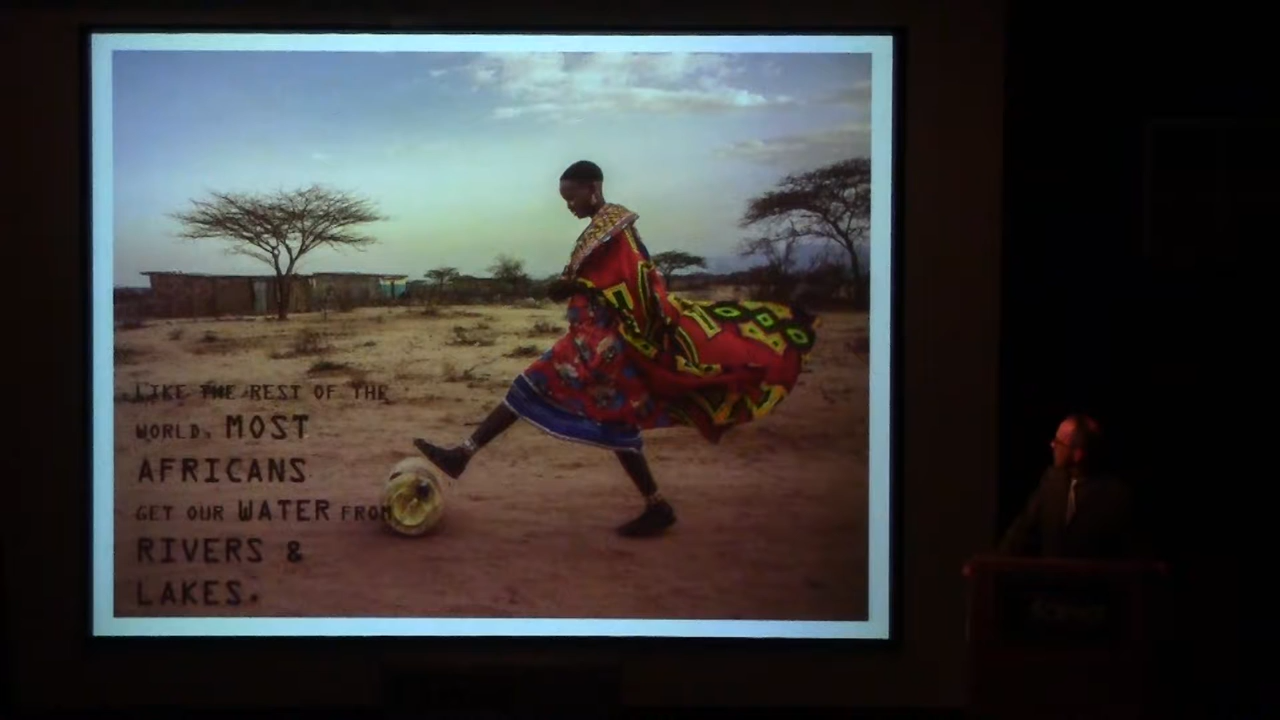 LIKE THE REST OF THE
WORLD, MOST
AFRICANS
GET OUR WATER FROM
RIVERS &
LAKES.